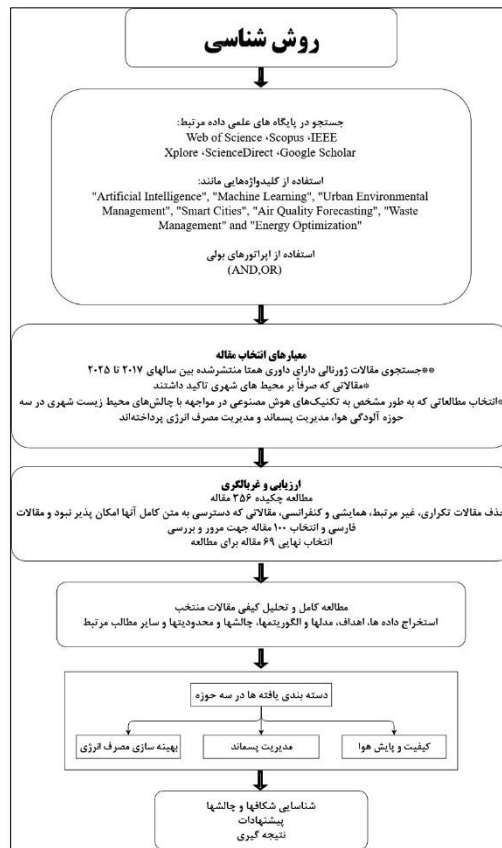 روش شناسی
جستجو در پایگاه های علمی داده مرتبط:
Web of Science ،Scopus ،IEEE
Xplore ،ScienceDirect ،Google Scholar
استفاده از کلیدواژه‌هایی مانند:
"Artificial Intelligence", "Machine Learning", "Urban Environmental
Management", "Smart Cities", "Air Quality Forecasting", "Waste
Management" and "Energy Optimization"
استفاده از اپراتورهای بولی
(AND,OR)
معیارهای انتخاب مقاله
**جستجوی مقالات ژورنالی دارای داوری همتا منتشرشده بین سالهای ۲۰۱۷ تا ۲۰۲۵
*مقالاتی که صرفاً بر محیط های شهری تاکید داشتند
*انتخاب مطالعاتی که به طور مشخص به تکنیک‌های هوش مصنوعی در مواجهه با چالش‌های محیط زیست شهری در سه
حوزه آلودگی هوا، مدیریت پسماند و مدیریت مصرف انرژی پرداخته‌اند
ارزیابی و غربالگری
مطالعه چکیده ۳۵۶ مقاله
حذف مقالات تکراری، غیر مرتبط، همایشی و کنفرانسی، مقالاتی که دسترسی به متن کامل آنها امکان پذیر نبود و مقالات
فارسی و انتخاب ۱۰۰ مقاله جهت مرور و بررسی
انتخاب نهایی ۶۹ مقاله برای مطالعه
مطالعه کامل و تحلیل کیفی مقالات منتخب
استخراج داده ها، اهداف، مدلها و الگوریتمها، چالشها و محدودیتها و سایر مطالب مرتبط
دسته بندی یافته ها در سه حوزه
کیفیت و پایش هوا
مدیریت پسماند
بهینه سازی مصرف انرژی
شناسایی شکافها و چالشها
پیشنهادات
نتیجه گیری